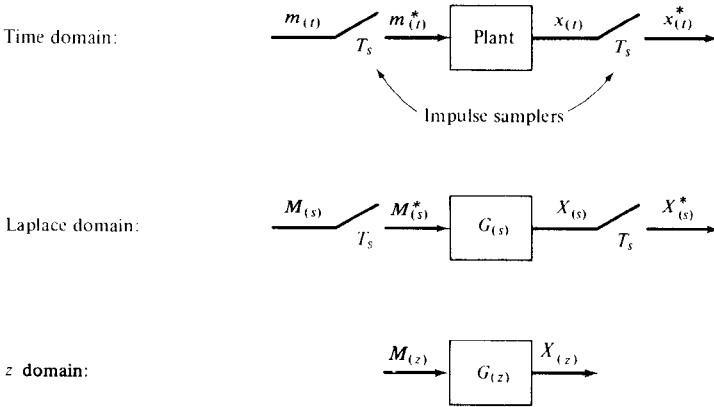 m(t) m*(t) x(t) x*(t)
Time domain: Ts Plant Ts
Impulse samplers
M(s) M*(s) X(s) X*(s)
Laplace domain: Ts G(s) Ts
M(z) X(z)
z domain: G(z)